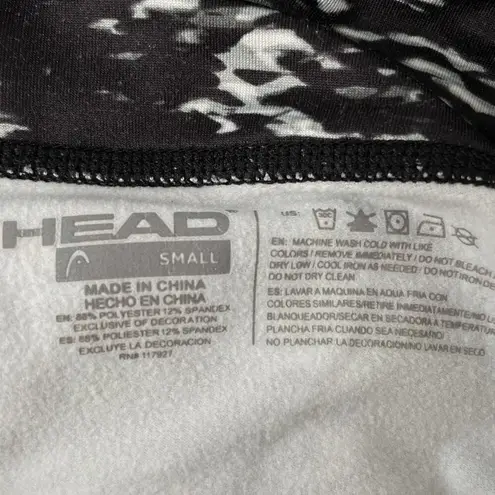 HEAD
SMALL
MADE IN CHINA
HECHO EN CHINA
EN: 88% POLYESTER 12% SPANDEX
EXCLUSIVE OF DECORATION
ES: 88% POLIESTER 12% SPANDEX
EXCLUYE LA DECORACION
RN# 117927
US:
EN: MACHINE WASH COLD WITH LIKE
COLORS / REMOVE IMMEDIATELY / DO NOT BLEACH
DRY LOW / COOL IRON AS NEEDED / DO NOT IRON DE
DO NOT DRY CLEAN
ES: LAVAR A MAQUINA EN AQUA FRIA CON
COLORES SIMILARES/RETIRE INMEDIATAMENTE/NO
BLANQUEADOR/SECAR EN SECADORA A TEMPERATUR
PLANCHA FRIA CUANDO SEA NECESARIO/
NO PLANCHAR LA DECORACION/NO LAVAR EN SECO